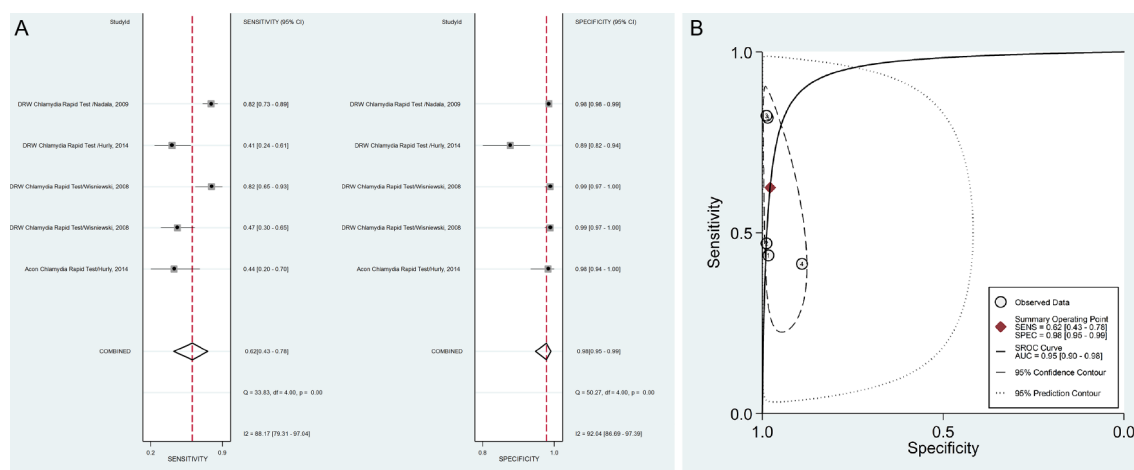 A
StudyId
SENSITIVITY (95% CI)
DRW Chlamydia Rapid Test /Nadala, 2009
0.82 [0.73 - 0.89]
DRW Chlamydia Rapid Test /Hurly, 2014
0.41 [0.24 - 0.61]
DRW Chlamydia Rapid Test/Wisniewski, 2008
0.82 [0.65 - 0.93]
DRW Chlamydia Rapid Test/Wisniewski, 2008
0.47 [0.30 - 0.65]
Acon Chlamydia Rapid Test/Hurly, 2014
0.44 [0.20 - 0.70]
COMBINED
0.62[0.43 - 0.78]
Q = 33.83, df = 4.00, p = 0.00
I2 = 88.17 [79.31 - 97.04]
0.2
0.9
SENSITIVITY
StudyId
SPECIFICITY (95% CI)
DRW Chlamydia Rapid Test /Nadala, 2009
0.98 [0.98 - 0.99]
DRW Chlamydia Rapid Test /Hurly, 2014
0.89 [0.82 - 0.94]
DRW Chlamydia Rapid Test/Wisniewski, 2008
0.99 [0.97 - 1.00]
DRW Chlamydia Rapid Test/Wisniewski, 2008
0.99 [0.97 - 1.00]
Acon Chlamydia Rapid Test/Hurly, 2014
0.98 [0.94 - 1.00]
COMBINED
0.98[0.95 - 0.99]
Q = 50.27, df = 4.00, p = 0.00
I2 = 92.04 [86.69 - 97.39]
0.8
1.0
SPECIFICITY
B
1.0
0.5
0.0
Sensitivity
1
4
Observed Data
Summary Operating Point
SENS = 0.62 [0.43 - 0.78]
SPEC = 0.98 [0.95 - 0.99]
SROC Curve
AUC = 0.95 [0.90 - 0.98]
95% Confidence Contour
95% Prediction Contour
1.0
0.5
0.0
Specificity